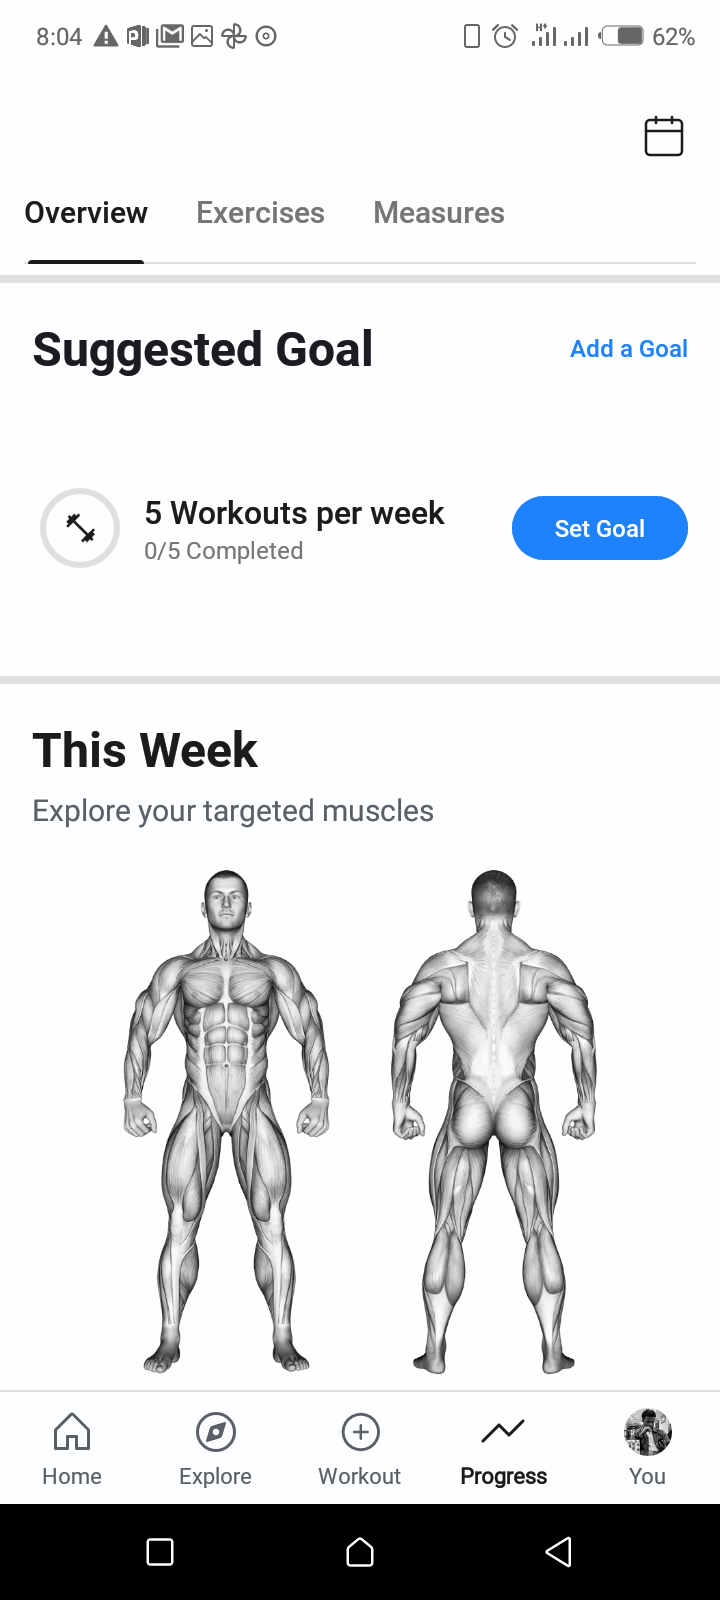 8:04
H+
62%
Overview Exercises Measures
Suggested Goal
Add a Goal
5 Workouts per week
0/5 Completed
Set Goal
This Week
Explore your targeted muscles
Home Explore Workout Progress You